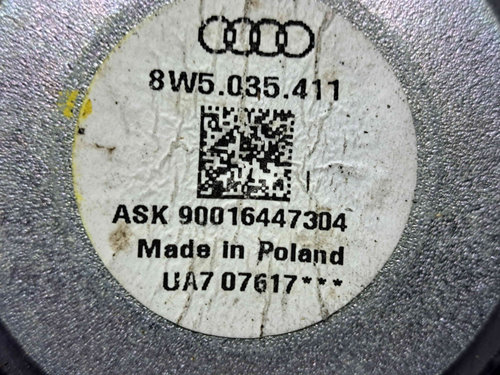 8W5.035.411
ASK 90016447304
Made in Poland
UA7 07617***